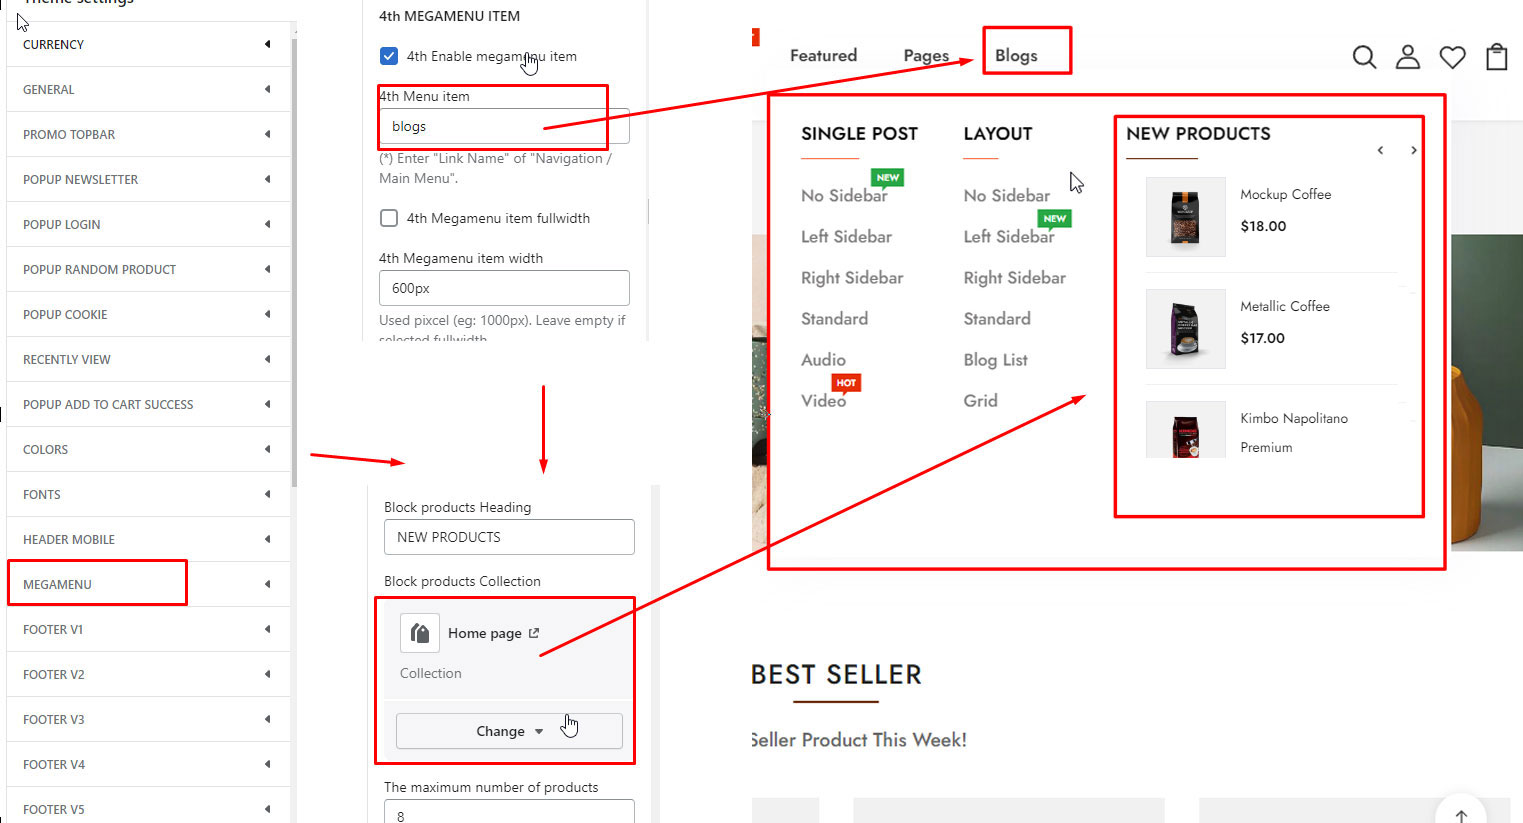 Theme settings
CURRENCY
GENERAL
PROMO TOPBAR
POPUP NEWSLETTER
POPUP LOGIN
POPUP RANDOM PRODUCT
POPUP COOKIE
RECENTLY VIEW
POPUP ADD TO CART SUCCESS
COLORS
FONTS
HEADER MOBILE
MEGAMENU
FOOTER V1
FOOTER V2
FOOTER V3
FOOTER V4
FOOTER V5
4th MEGAMENU ITEM
4th Enable megamenu item
4th Menu item
blogs
(*) Enter "Link Name" of "Navigation /
Main Menu".
4th Megamenu item fullwidth
4th Megamenu item width
600px
Used pixcel (eg: 1000px). Leave empty if
selected fullwidth
Block products Heading
NEW PRODUCTS
Block products Collection
Home page
Collection
Change
The maximum number of products
8
Featured Pages Blogs
SINGLE POST
NEW
No Sidebar
Left Sidebar
Right Sidebar
Standard
Audio
HOT
Video
LAYOUT
No Sidebar
NEW
Left Sidebar
Right Sidebar
Standard
Blog List
Grid
NEW PRODUCTS
Mockup Coffee
$18.00
Metallic Coffee
$17.00
Kimbo Napolitano
Premium
BEST SELLER
Seller Product This Week!